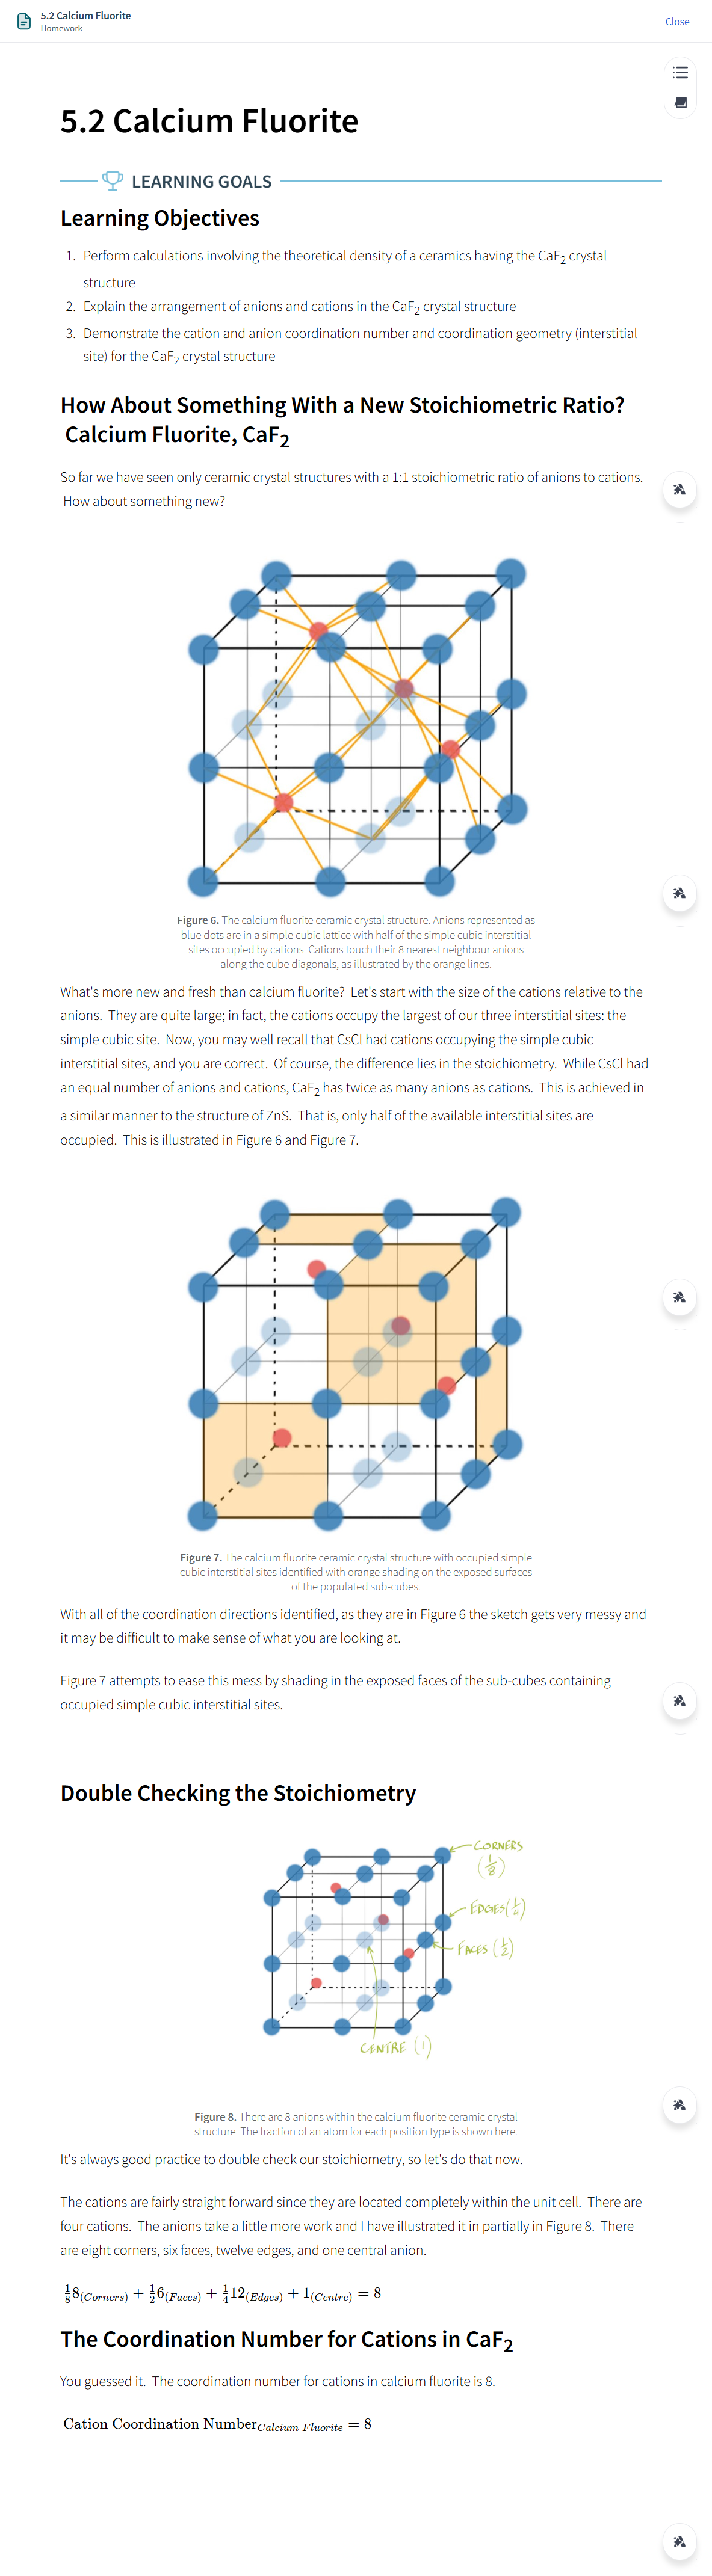 5.2 Calcium Fluorite
Homework
Close
5.2 Calcium Fluorite
LEARNING GOALS
Learning Objectives
1. Perform calculations involving the theoretical density of a ceramics having the CaF2 crystal
structure
2. Explain the arrangement of anions and cations in the CaF2 crystal structure
3. Demonstrate the cation and anion coordination number and coordination geometry (interstitial
site) for the CaF2 crystal structure
How About Something With a New Stoichiometric Ratio?
Calcium Fluorite, CaF2
So far we have seen only ceramic crystal structures with a 1:1 stoichiometric ratio of anions to cations.
How about something new?
Figure 6. The calcium fluorite ceramic crystal structure. Anions represented as
blue dots are in a simple cubic lattice with half of the simple cubic interstitial
sites occupied by cations. Cations touch their 8 nearest neighbour anions
along the cube diagonals, as illustrated by the orange lines.
What's more new and fresh than calcium fluorite? Let's start with the size of the cations relative to the
anions. They are quite large; in fact, the cations occupy the largest of our three interstitial sites: the
simple cubic site. Now, you may well recall that CsCl had cations occupying the simple cubic
interstitial sites, and you are correct. Of course, the difference lies in the stoichiometry. While CsCl had
an equal number of anions and cations, CaF2 has twice as many anions as cations. This is achieved in
a similar manner to the structure of ZnS. That is, only half of the available interstitial sites are
occupied. This is illustrated in Figure 6 and Figure 7.
Figure 7. The calcium fluorite ceramic crystal structure with occupied simple
cubic interstitial sites identified with orange shading on the exposed surfaces
of the populated sub-cubes.
With all of the coordination directions identified, as they are in Figure 6 the sketch gets very messy and
it may be difficult to make sense of what you are looking at.
Figure 7 attempts to ease this mess by shading in the exposed faces of the sub-cubes containing
occupied simple cubic interstitial sites.
Double Checking the Stoichiometry
CORNERS
(1/8)
EDGES (1/4)
FACES (1/2)
CENTRE (1)
Figure 8. There are 8 anions within the calcium fluorite ceramic crystal
structure. The fraction of an atom for each position type is shown here.
It's always good practice to double check our stoichiometry, so let's do that now.
The cations are fairly straight forward since they are located completely within the unit cell. There are
four cations. The anions take a little more work and I have illustrated it in partially in Figure 8. There
are eight corners, six faces, twelve edges, and one central anion.
1/8 8(Corners) + 1/2 6(Faces) + 1/4 12(Edges) + 1(Centre) = 8
The Coordination Number for Cations in CaF2
You guessed it. The coordination number for cations in calcium fluorite is 8.
Cation Coordination Number Calcium Fluorite = 8